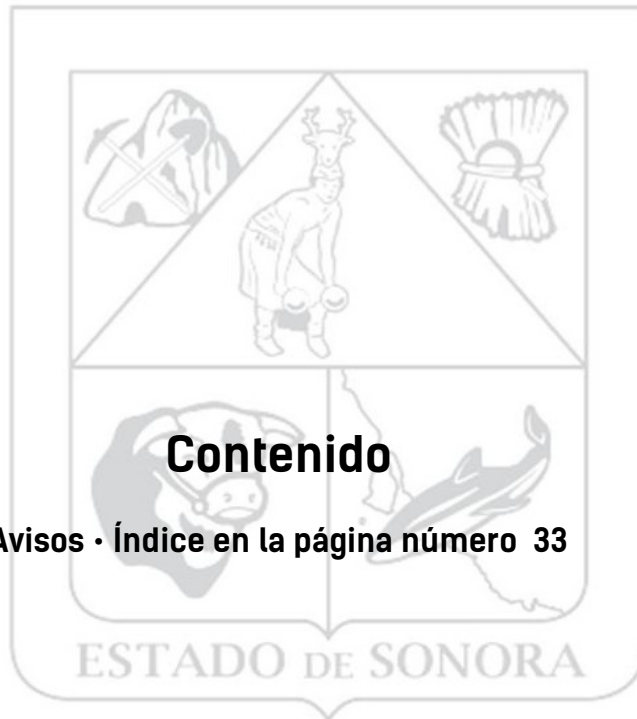 Contenido
Avisos • Índice en la página número 33
ESTADO DE SONORA